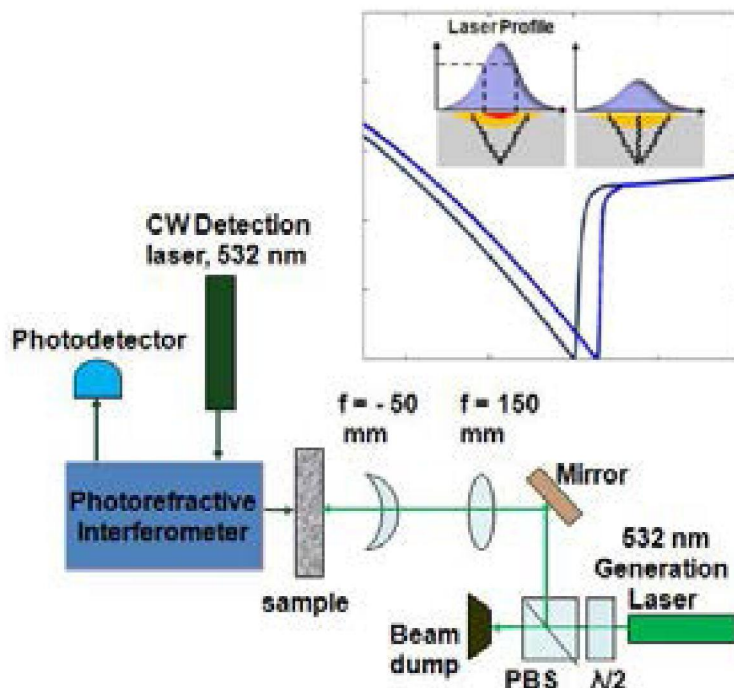 Laser Profile
CW Detection
laser, 532 nm
Photodetector
f = - 50
mm
f = 150
mm
Mirror
Photorefractive
Interferometer
sample
532 nm
Generation
Laser
Beam
dump
PBS
λ/2